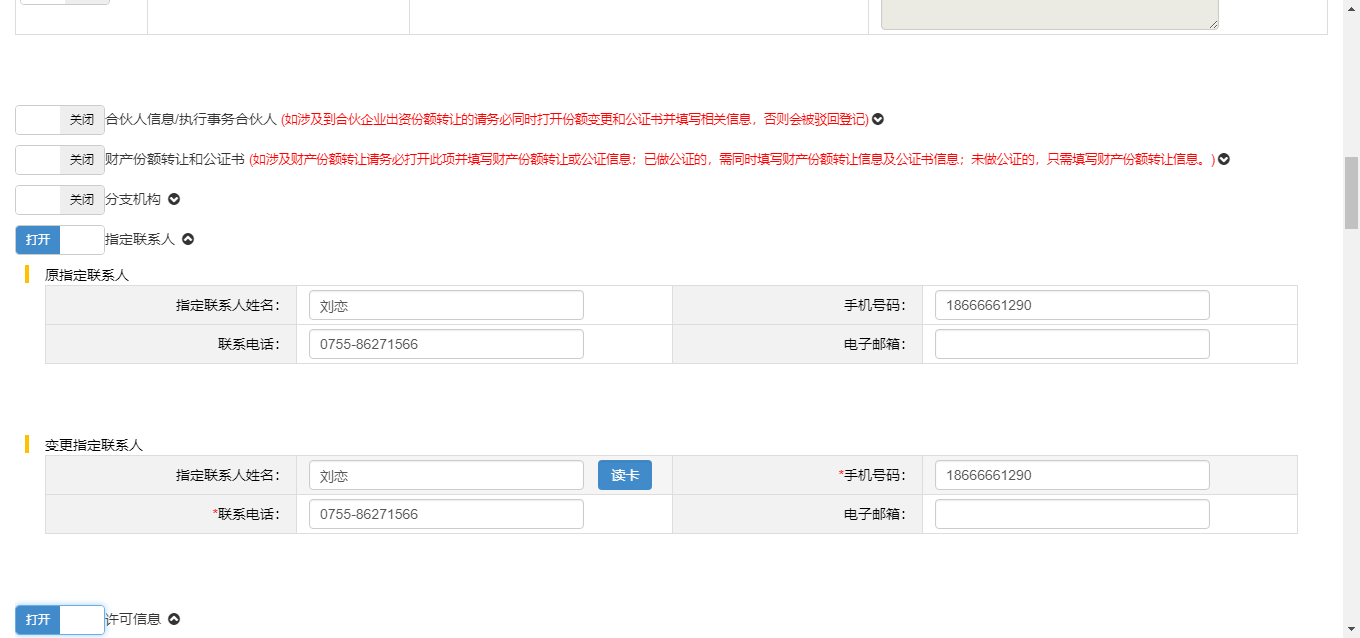 关闭 合伙人信息/执行事务合伙人 (如涉及到合伙企业出资份额转让的请务必同时打开份额变更和公证书并填写相关信息，否则会被驳回登记)
关闭 财产份额转让和公证书 (如涉及财产份额转让请务必打开此项并填写财产份额转让或公证信息；已做公证的，需同时填写财产份额转让信息及公证书信息；未做公证的，只需填写财产份额转让信息。)
关闭 分支机构
打开 指定联系人
原指定联系人
指定联系人姓名： 刘恋 手机号码： 18666661290
联系电话： 0755-86271566 电子邮箱：
变更指定联系人
指定联系人姓名： 刘恋 读卡 *手机号码： 18666661290
*联系电话： 0755-86271566 电子邮箱：
打开 许可信息